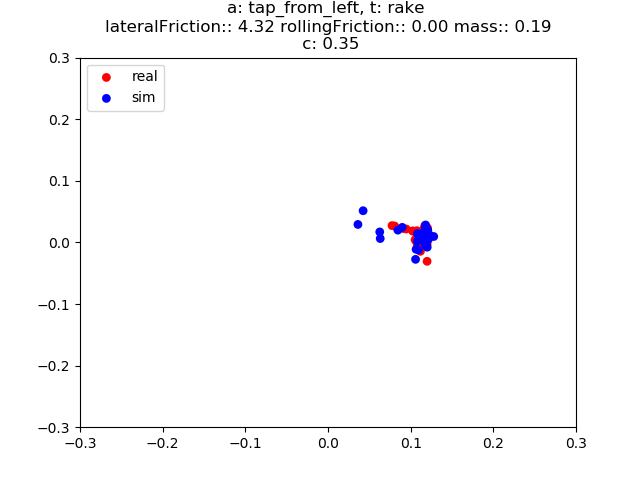 a: tap_from_left, t: rake
lateralFriction:: 4.32 rollingFriction:: 0.00 mass:: 0.19
c: 0.35
real
sim
0.3
0.2
0.1
0.0
−0.1
−0.2
−0.3
−0.3 −0.2 −0.1 0.0 0.1 0.2 0.3